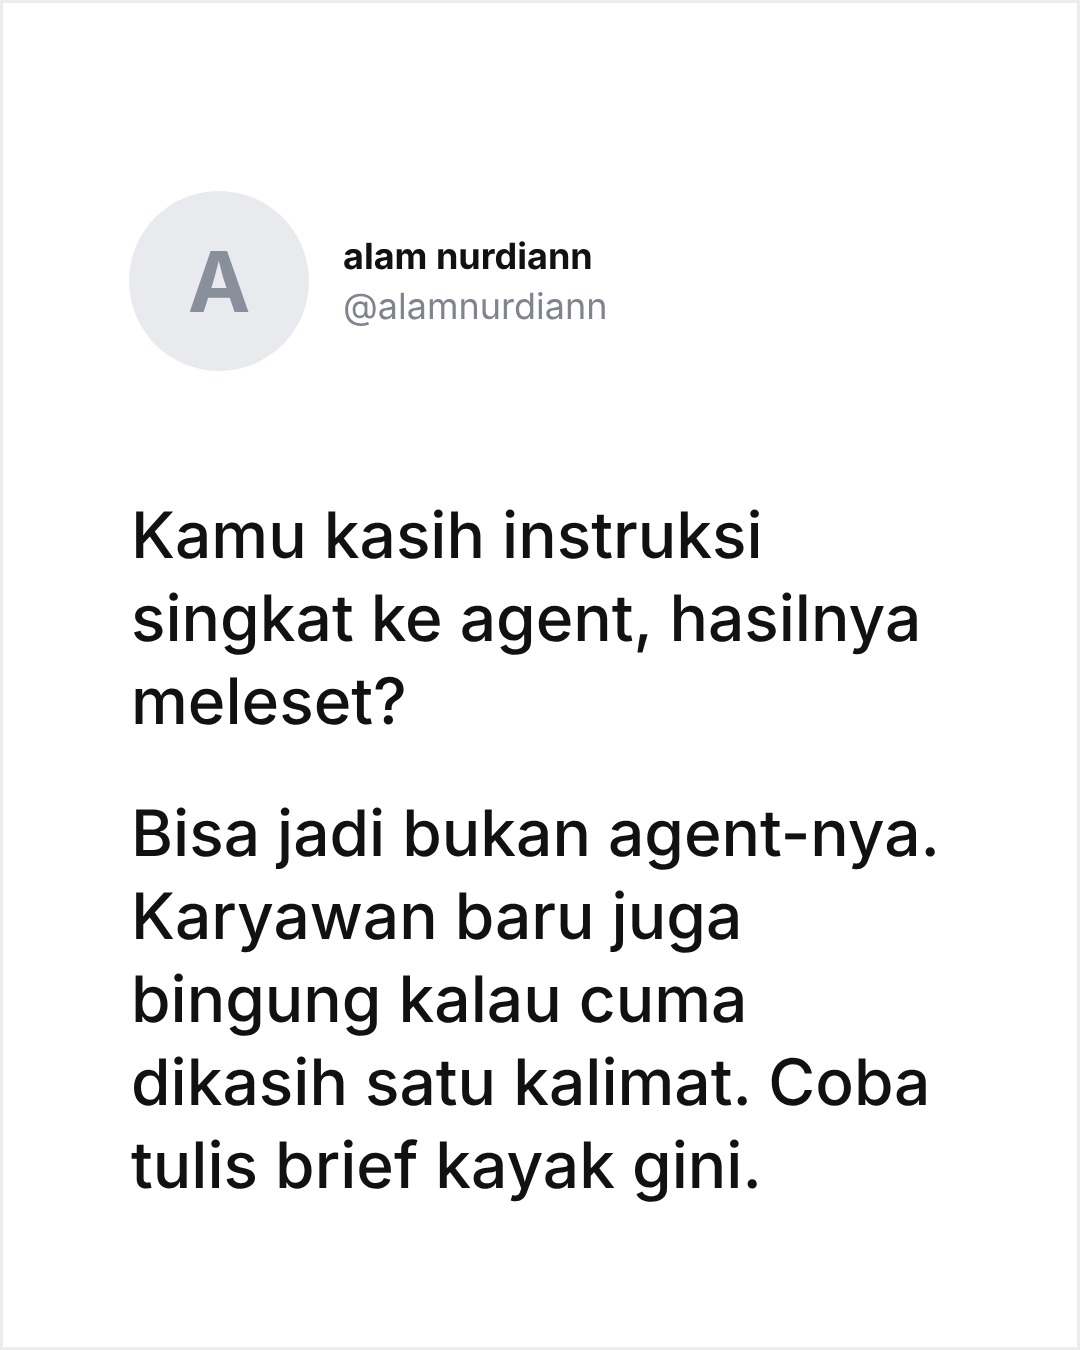 A
alam nurdiann
@alamnurdiann
Kamu kasih instruksi
singkat ke agent, hasilnya
meleset?
Bisa jadi bukan agent-nya.
Karyawan baru juga
bingung kalau cuma
dikasih satu kalimat. Coba
tulis brief kayak gini.